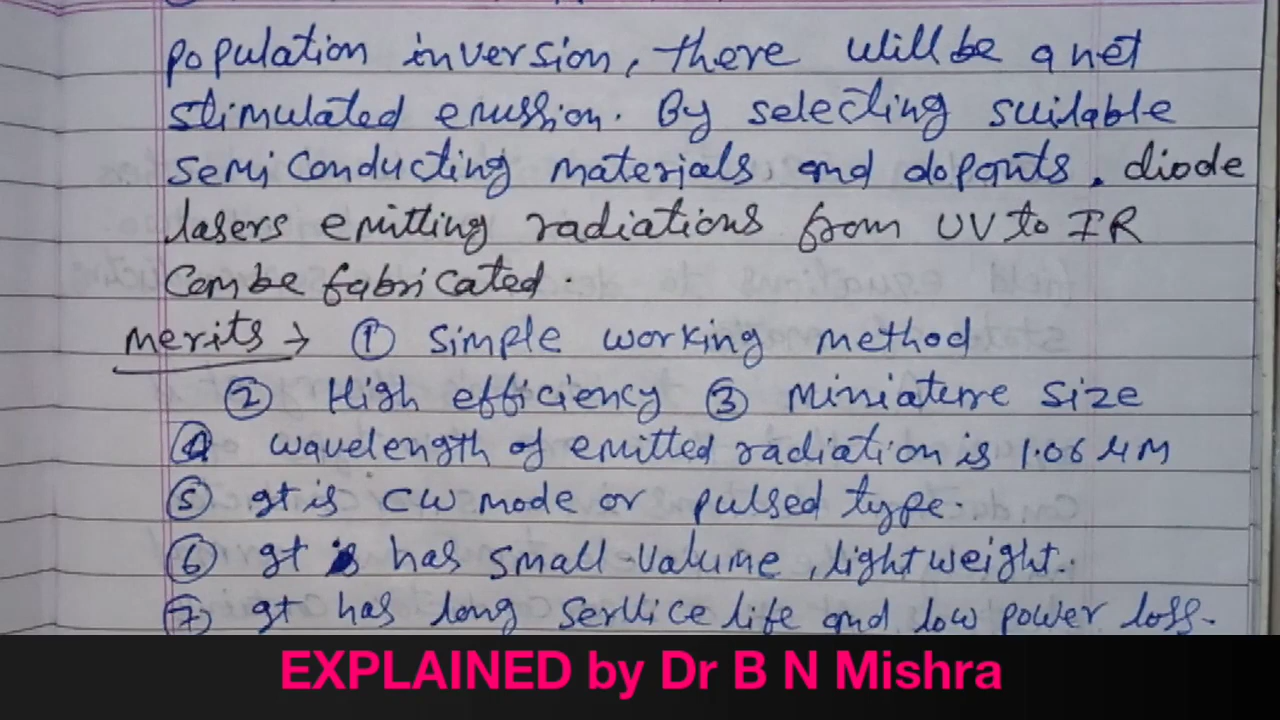 population inversion, there will be a net
stimulated emission. By selecting suitable
semi conducting materials, and dopants, diode
lasers emitting radiations from UV to IR
can be fabricated.
merits → ① Simple working method
② High efficiency ③ Miniature size
④ wavelength of emitted radiation is 1.06 μM
⑤ It is CW mode or pulsed type.
⑥ It has small-volume, lightweight.
⑦ It has long service life and low power loss.
EXPLAINED by Dr B N Mishra